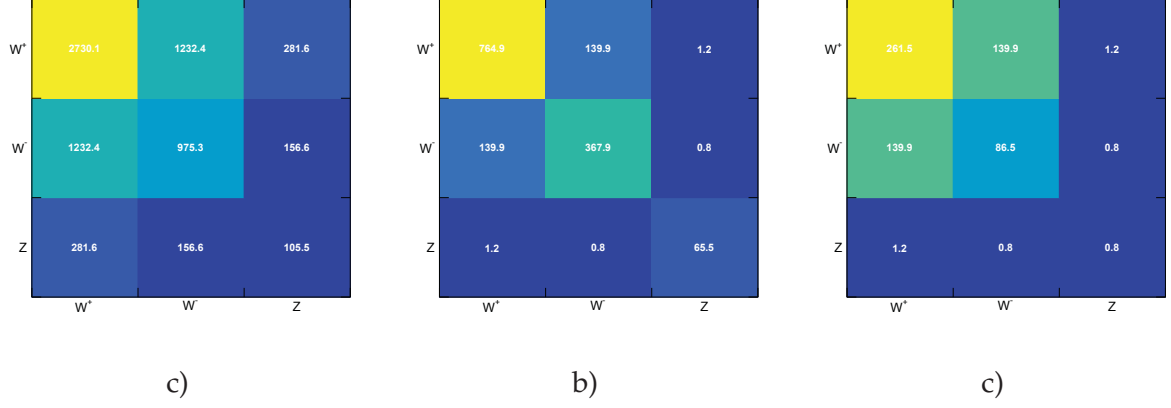 W⁺ 2730.1 1232.4 281.6
W⁻ 1232.4 975.3 156.6
Z 281.6 156.6 105.5
W⁺ W⁻ Z
W⁺ 764.9 139.9 1.2
W⁻ 139.9 367.9 0.8
Z 1.2 0.8 65.5
W⁺ W⁻ Z
W⁺ 261.5 139.9 1.2
W⁻ 139.9 86.5 0.8
Z 1.2 0.8 0.8
W⁺ W⁻ Z
c) b) c)